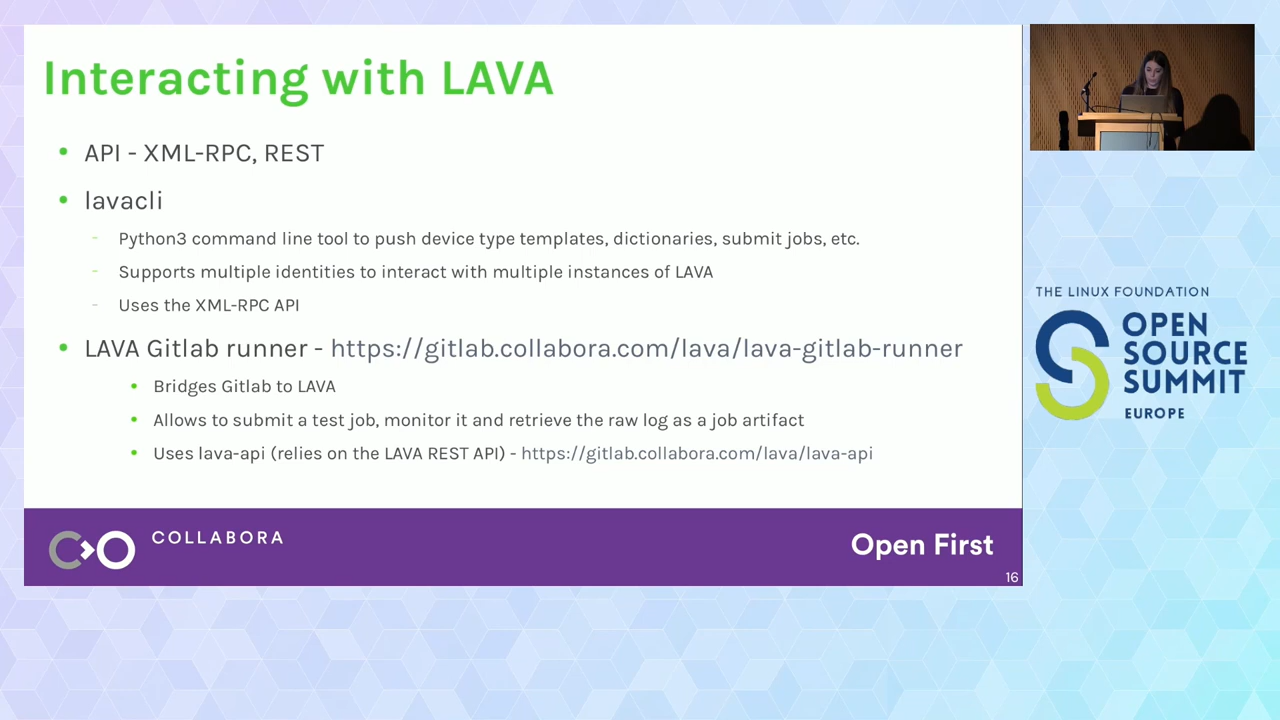 Interacting with LAVA
• API - XML-RPC, REST
• lavacli
- Python3 command line tool to push device type templates, dictionaries, submit jobs, etc.
- Supports multiple identities to interact with multiple instances of LAVA
- Uses the XML-RPC API
• LAVA Gitlab runner - https://gitlab.collabora.com/lava/lava-gitlab-runner
• Bridges Gitlab to LAVA
• Allows to submit a test job, monitor it and retrieve the raw log as a job artifact
• Uses lava-api (relies on the LAVA REST API) - https://gitlab.collabora.com/lava/lava-api
COLLABORA
Open First
16
THE LINUX FOUNDATION
OPEN
SOURCE
SUMMIT
EUROPE